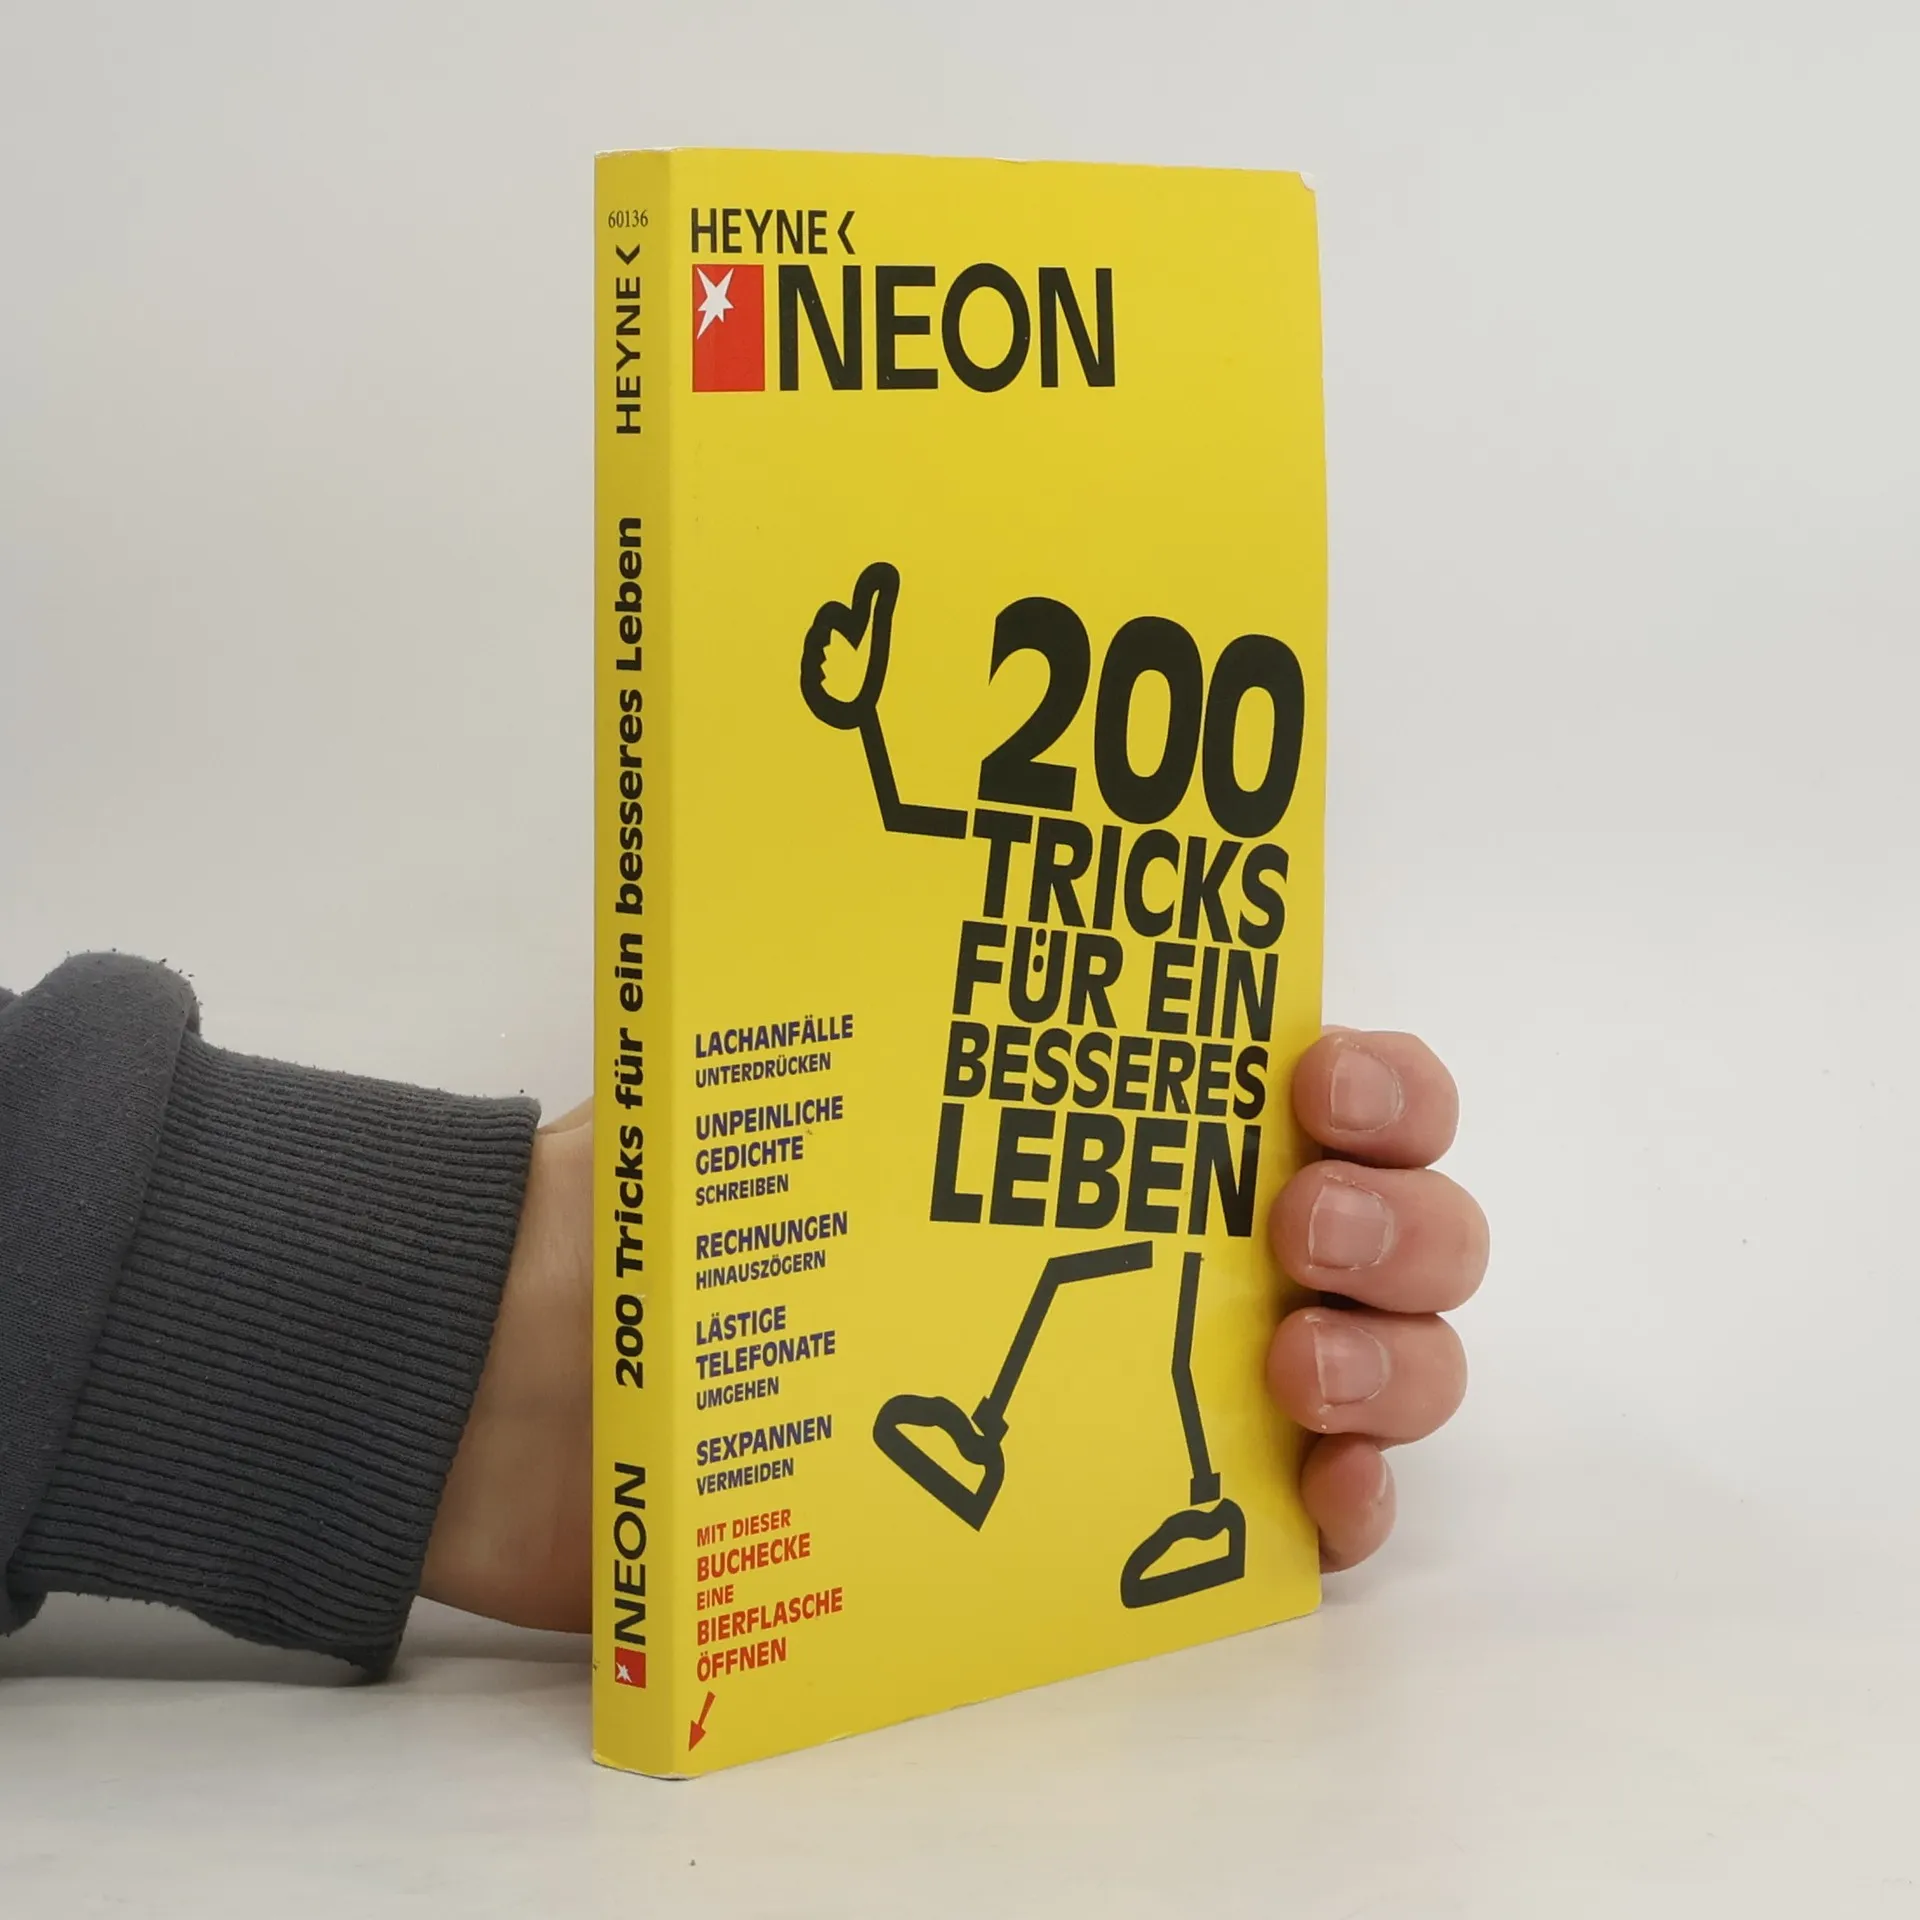 60136
HEYNE <
200 Tricks für ein besseres Leben
NEON
HEYNE <
NEON
200
TRICKS
FÜR EIN
BESSERES
LEBEN
LACHANFÄLLE
UNTERDRÜCKEN
UNPEINLICHE
GEDICHTE
SCHREIBEN
RECHNUNGEN
HINAUSZÖGERN
LÄSTIGE
TELEFONATE
UMGEHEN
SEXPANNEN
VERMEIDEN
MIT DIESER
BUCHECKE
EINE
BIERFLASCHE
ÖFFNEN